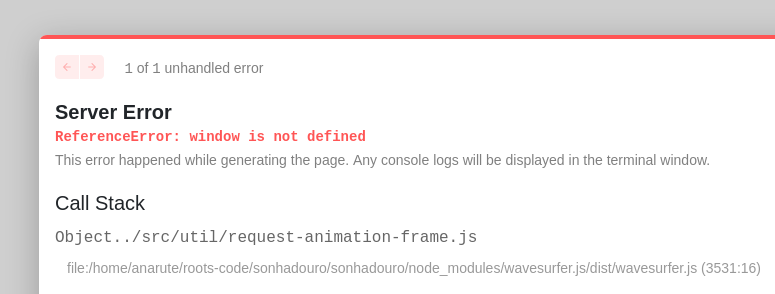 1 of 1 unhandled error
Server Error
ReferenceError: window is not defined
This error happened while generating the page. Any console logs will be displayed in the terminal window.
Call Stack
Object../src/util/request-animation-frame.js
file:/home/anarute/roots-code/sonhadouro/sonhadouro/node_modules/wavesurfer.js/dist/wavesurfer.js (3531:16)